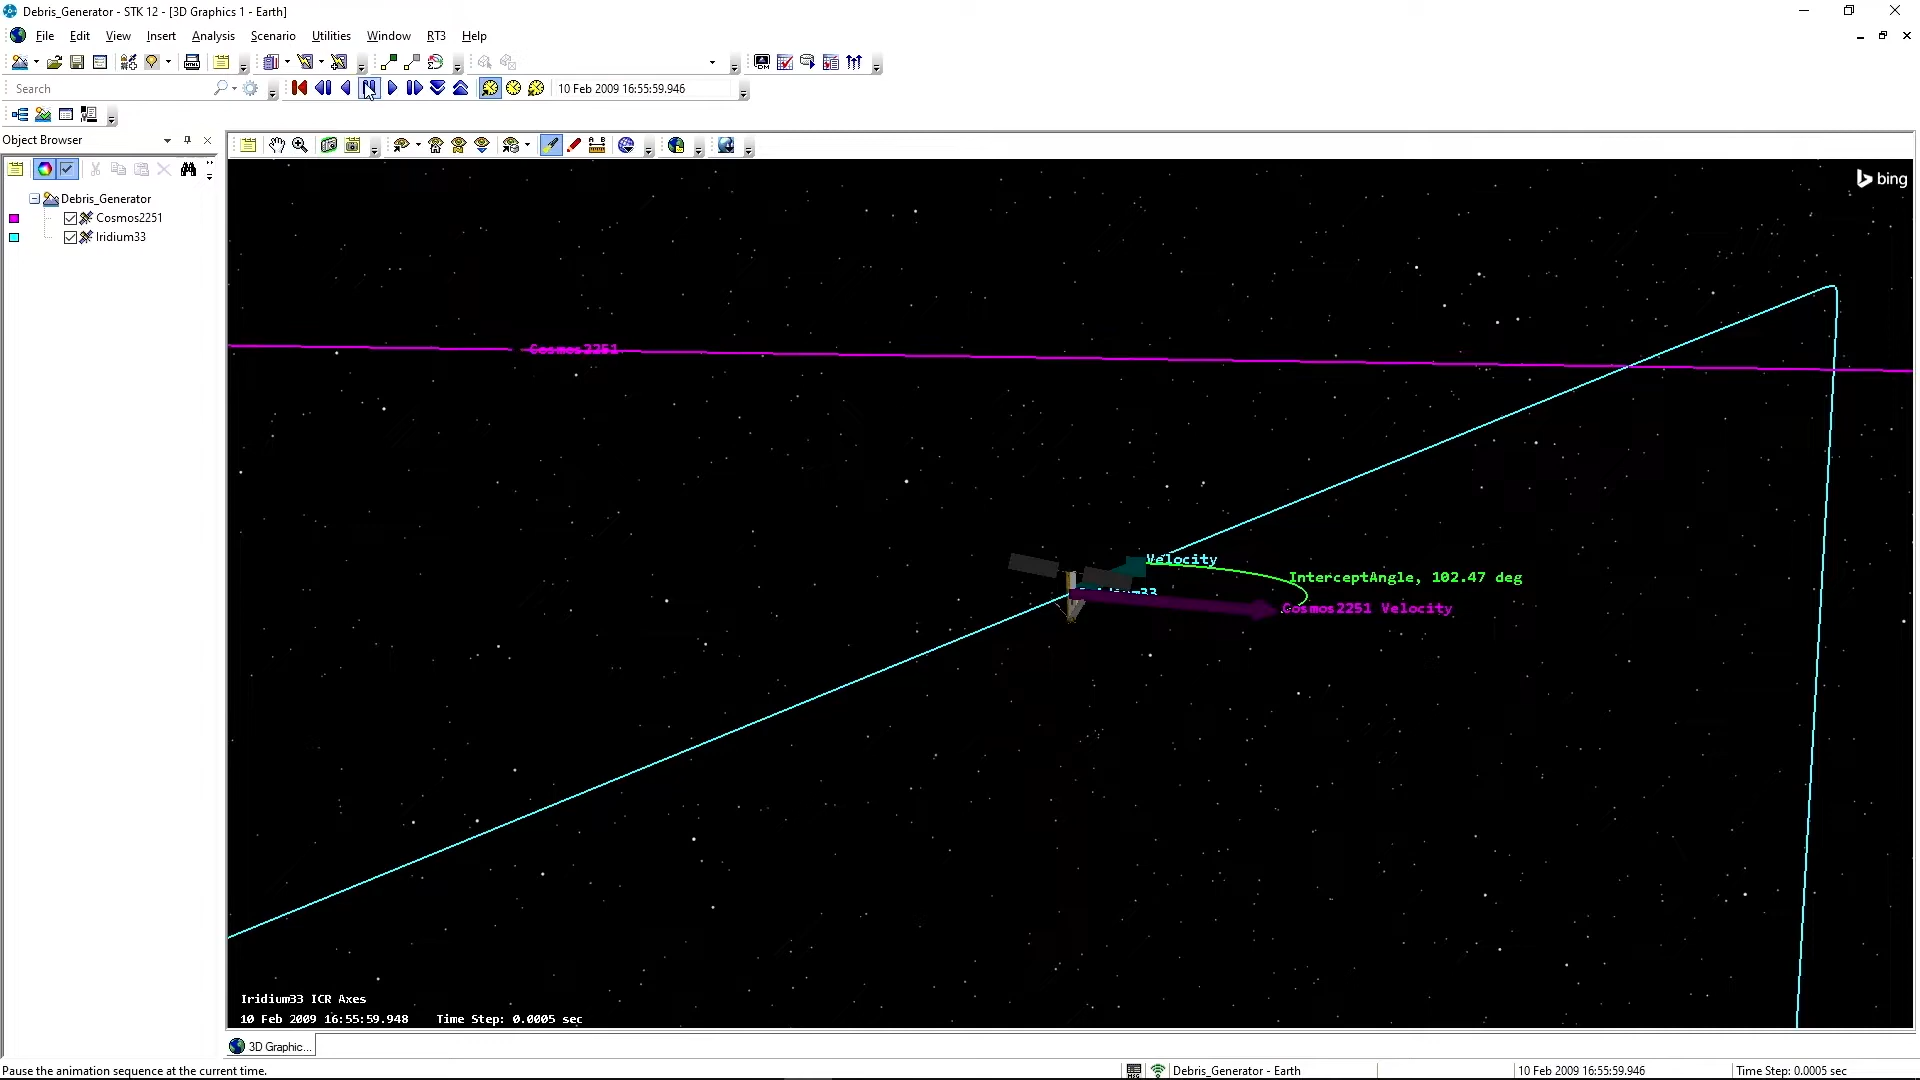 Debris_Generator - STK 12 - [3D Graphics 1 - Earth]
File Edit View Insert Analysis Scenario Utilities Window RT3 Help
Search
10 Feb 2009 16:55:59.946
Object Browser
Debris_Generator
Cosmos2251
Iridium33
bing
Cosmos2251
Velocity
InterceptAngle, 102.47 deg
Iridium33
Cosmos2251 Velocity
Iridium33 ICR Axes
10 Feb 2009 16:55:59.948 Time Step: 0.0005 sec
3D Graphic...
Pause the animation sequence at the current time.
Debris_Generator - Earth
10 Feb 2009 16:55:59.946
Time Step: 0.0005 sec